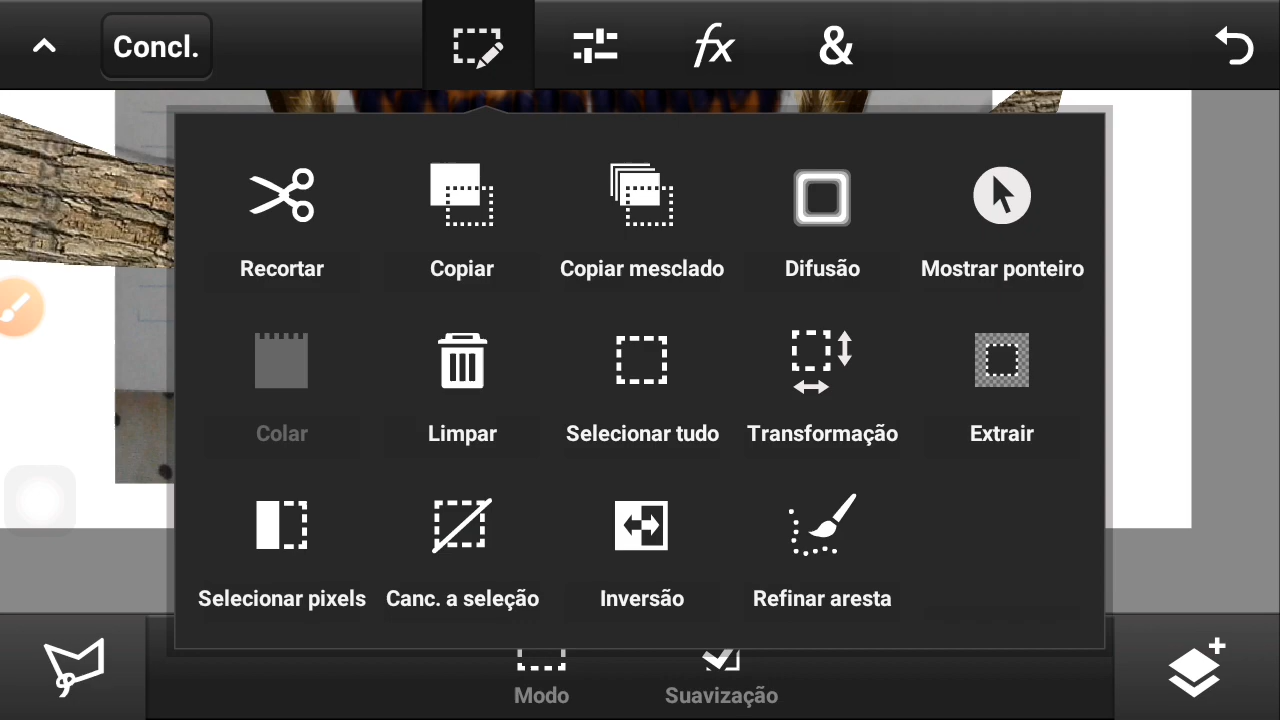 Concl.
fx
&
Recortar
Copiar
Copiar mesclado
Difusão
Mostrar ponteiro
Colar
Limpar
Selecionar tudo
Transformação
Extrair
Selecionar pixels
Canc. a seleção
Inversão
Refinar aresta
Modo
Suavização